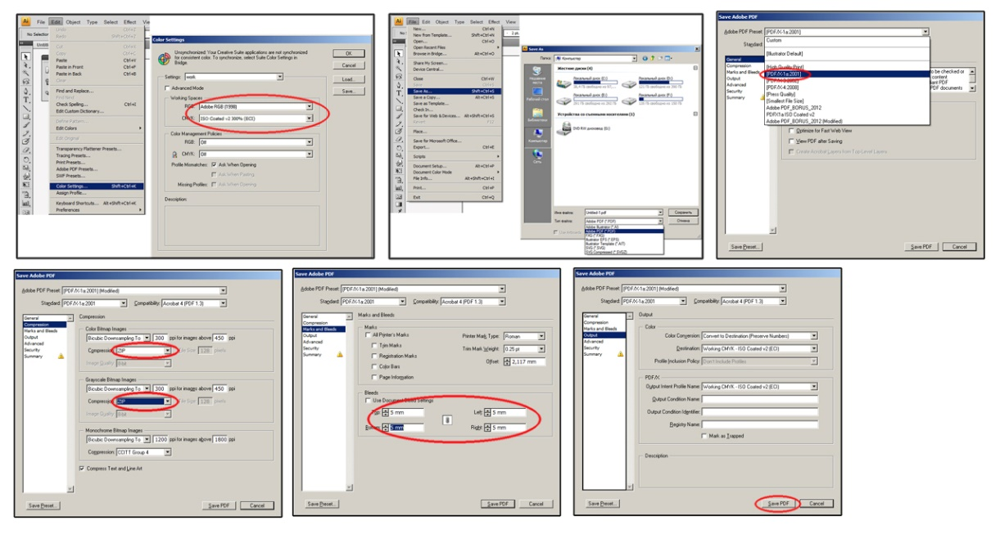 Ai File Edit Object Type Select Effect
No Selection
Undo Ctrl+Z
Redo Shift+Ctrl+Z
Cut Ctrl+X
Copy Ctrl+C
Paste Ctrl+V
Paste in Front Ctrl+F
Paste in Back Ctrl+B
Clear
Find and Replace...
Find Next
Check Spelling... Ctrl+I
Edit Custom Dictionary...
Define Pattern...
Edit Colors
Edit Original
Transparency Flattener Presets...
Tracing Presets...
Print Presets...
Adobe PDF Presets...
SWF Presets...
Color Settings... Shift+Ctrl+K
Assign Profile...
Keyboard Shortcuts... Alt+Shift+Ctrl+K
Preferences
Color Settings
Unsynchronized: Your Creative Suite applications are not synchronized
for consistent color. To synchronize, select Suite Color Settings in
Bridge.
OK
Cancel
Load...
Save...
Settings: work
Advanced Mode
Working Spaces
RGB: Adobe RGB (1998)
CMYK: ISO Coated v2 300% (ECI)
Color Management Policies
RGB: Off
CMYK: Off
Profile Mismatches: Ask When Opening
Ask When Pasting
Missing Profiles: Ask When Opening
Description:
Ai File Edit Object Type Select Effect View
New... Ctrl+N
New from Template... Shift+Ctrl+N
Open... Ctrl+O
Open Recent Files
Browse in Bridge... Alt+Ctrl+O
Share My Screen...
Device Central...
Close Ctrl+W
Save Ctrl+S
Save As... Shift+Ctrl+S
Save a Copy... Alt+Ctrl+S
Save as Template...
Check In...
Save for Web & Devices... Alt+Shift+Ctrl+S
Revert F12
Place...
Save for Microsoft Office...
Export... Ctrl+E
Scripts
Document Setup... Alt+Ctrl+P
Document Color Mode
File Info... Alt+Shift+Ctrl+I
Print... Ctrl+P
Exit Ctrl+Q
Save As
Папка: Компьютер
Жесткие диски (4)
Устройства со съемными носителями (1)
DVD RW дисковод (G:)
Недавние места
Рабочий стол
Библиотеки
Компьютер
Сеть
Имя файла: Untitled-1.pdf
Сохранить
Тип файла: Adobe PDF (*.PDF)
Отмена
Adobe Illustrator (*.AI)
Adobe PDF (*.PDF)
FXG (*.FXG)
Illustrator EPS (*.EPS)
Illustrator Template (*.AIT)
SVG (*.SVG)
SVG Compressed (*.SVGZ)
Save Adobe PDF
Adobe PDF Preset: [PDF/X-1a:2001]
Standard:
Custom
[Illustrator Default]
[High Quality Print]
[PDF/X-1a:2001]
[PDF/X-3:2002]
[PDF/X-4:2008]
[Press Quality]
[Smallest File Size]
Adobe PDF_BORUS_2012
PDFX1a ISO Coated v2
Adobe PDF_BORUS_2012 (Modified)
General
Compression
Marks and Bleeds
Output
Advanced
Security
Summary
to be checked or
content
PDF documents
Optimize for Fast Web View
View PDF after Saving
Create Acrobat Layers from Top-Level Layers
Save Preset... Save PDF Cancel
Save Adobe PDF
Adobe PDF Preset: [PDF/X-1a:2001] (Modified)
Standard: PDF/X-1a:2001 Compatibility: Acrobat 4 (PDF 1.3)
General
Compression
Marks and Bleeds
Output
Advanced
Security
Summary
Compression
Color Bitmap Images
Bicubic Downsampling To 300 ppi for images above 450 ppi
Compression: ZIP Tile Size: 128 pixels
Image Quality: 8-bit
Grayscale Bitmap Images
Bicubic Downsampling To 300 ppi for images above 450 ppi
Compression: ZIP Tile Size: 128 pixels
Image Quality: 8-bit
Monochrome Bitmap Images
Bicubic Downsampling To 1200 ppi for images above 1800 ppi
Compression: CCITT Group 4
Compress Text and Line Art
Save Preset... Save PDF Cancel
Save Adobe PDF
Adobe PDF Preset: [PDF/X-1a:2001] (Modified)
Standard: PDF/X-1a:2001 Compatibility: Acrobat 4 (PDF 1.3)
General
Compression
Marks and Bleeds
Output
Advanced
Security
Summary
Marks and Bleeds
Marks
All Printer's Marks Printer Mark Type: Roman
Trim Marks Trim Mark Weight: 0.25 pt
Registration Marks Offset: 2,117 mm
Color Bars
Page Information
Bleeds
Use Document Bleed Settings
Top: 5 mm Left: 5 mm
Bottom: 5 mm Right: 5 mm
Save Preset... Save PDF Cancel
Save Adobe PDF
Adobe PDF Preset: [PDF/X-1a:2001] (Modified)
Standard: PDF/X-1a:2001 Compatibility: Acrobat 4 (PDF 1.3)
General
Compression
Marks and Bleeds
Output
Advanced
Security
Summary
Output
Color
Color Conversion: Convert to Destination (Preserve Numbers)
Destination: Working CMYK - ISO Coated v2 (ECI)
Profile Inclusion Policy: Don't Include Profiles
PDF/X
Output Intent Profile Name: Working CMYK - ISO Coated v2 (ECI)
Output Condition Name:
Output Condition Identifier:
Registry Name:
Mark as Trapped
Description
Save Preset... Save PDF Cancel